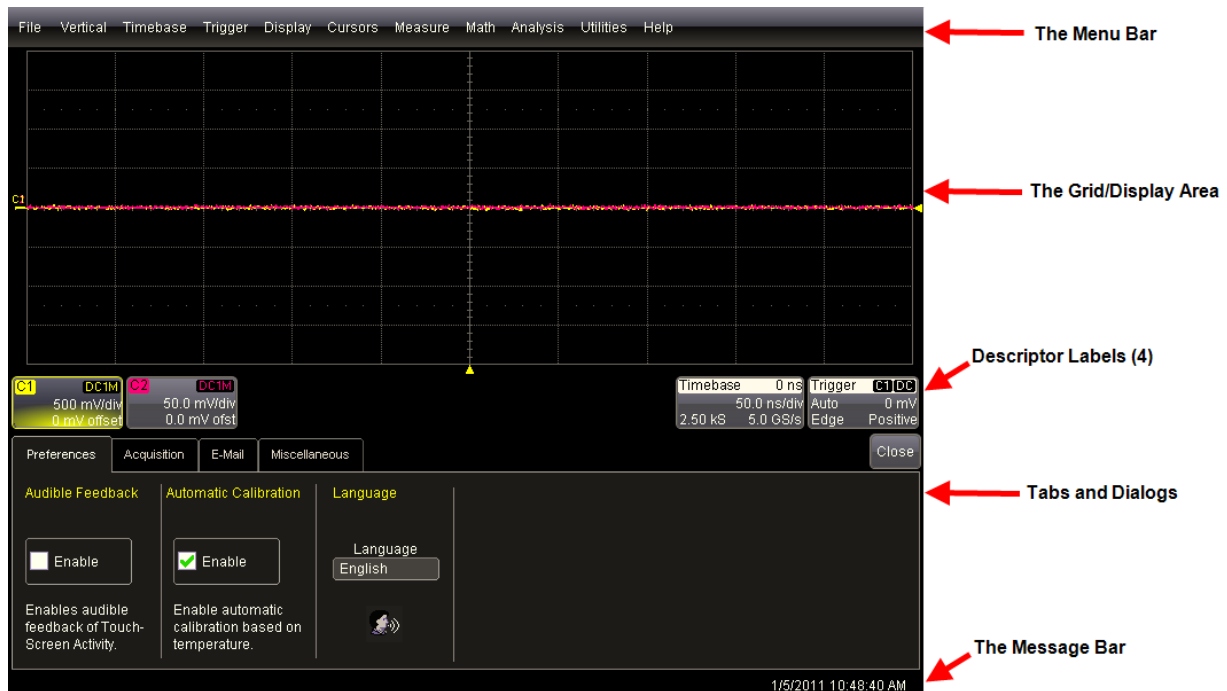 File Vertical Timebase Trigger Display Cursors Measure Math Analysis Utilities Help
The Menu Bar
C1
The Grid/Display Area
Descriptor Labels (4)
C1 DC1M
500 mV/div
0 mV offset
C2 DC1M
50.0 mV/div
0.0 mV ofst
Timebase 0 ns
50.0 ns/div
2.50 kS 5.0 GS/s
Trigger C1 DC
Auto 0 mV
Edge Positive
Preferences Acquisition E-Mail Miscellaneous Close
Tabs and Dialogs
Audible Feedback
Enable
Enables audible
feedback of Touch-
Screen Activity.
Automatic Calibration
Enable
Enable automatic
calibration based on
temperature.
Language
Language
English
The Message Bar
1/5/2011 10:48:40 AM